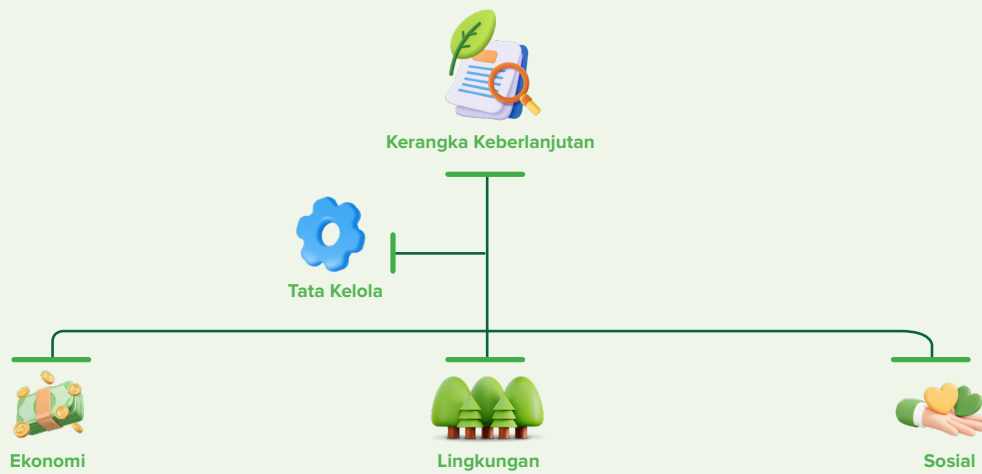 Kerangka Keberlanjutan
Tata Kelola
Ekonomi
Lingkungan
Sosial